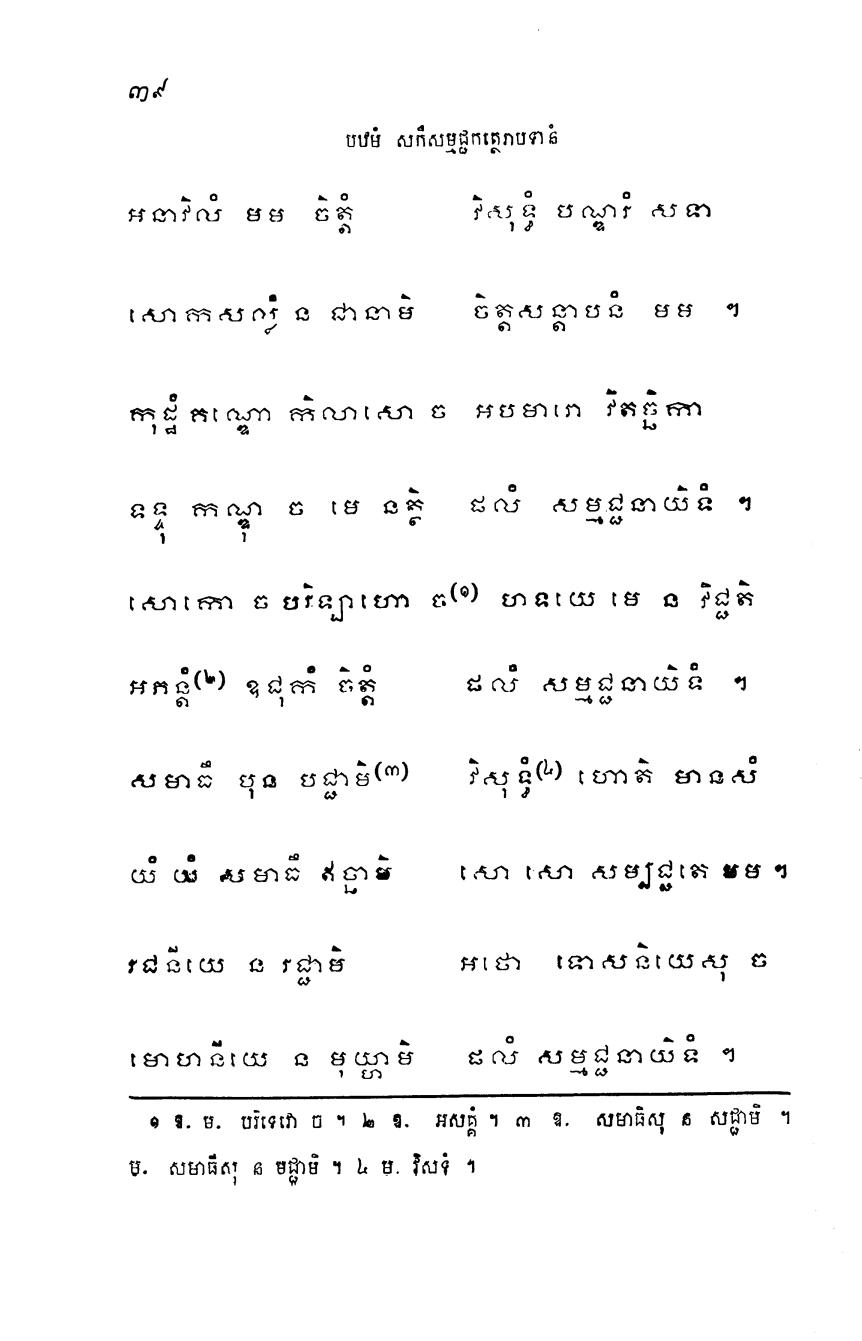 ៣៩
បឋមំ សកឹសម្មជ្ជកត្ថេរាបទានំ
អនាវិលំ មម ចិត្តំ វិសុទ្ធំ បណ្ឌរំ សទា
សោកសល្លំ ន ជានាមិ ចិត្តសន្តាបនំ មម ។
កុដ្ឋំ គណ្ឌោ កិលាសោ ច អបមារោ វិតច្ឆិកា
ទទ្ទុ កណ្ឌុ ច មេ នត្ថិ ផលំ សម្មជ្ជនាយិទំ ។
សោកោ ច បរិឡាហោ ច(១) ហទយេ មេ ន វិជ្ជតិ
អភន្តំ(២) ឧជុកំ ចិត្តំ ផលំ សម្មជ្ជនាយិទំ ។
សមាធឹ បុន បជ្ជាមិ(៣) វិសុទ្ធំ(៤) ហោតិ មានសំ
យំ យំ សមាធឹ ឥច្ឆាមិ សោ សោ សម្បជ្ជតេ មម ។
រជនីយេ ន រជ្ជាមិ អថោ ទោសនិយេសុ ច
មោហនីយេ ន មុយ្ហាមិ ផលំ សម្មជ្ជនាយិទំ ។
១ ឱ. ម. បរិទេវោ ច ។ ២ ឱ. អសត្តំ ។ ៣ ឱ. សមាធិសុ ន សជ្ជាមិ ។
ម. សមាធីសុ ន មជ្ជាមិ ។ ៤ ម. វិសទំ ។